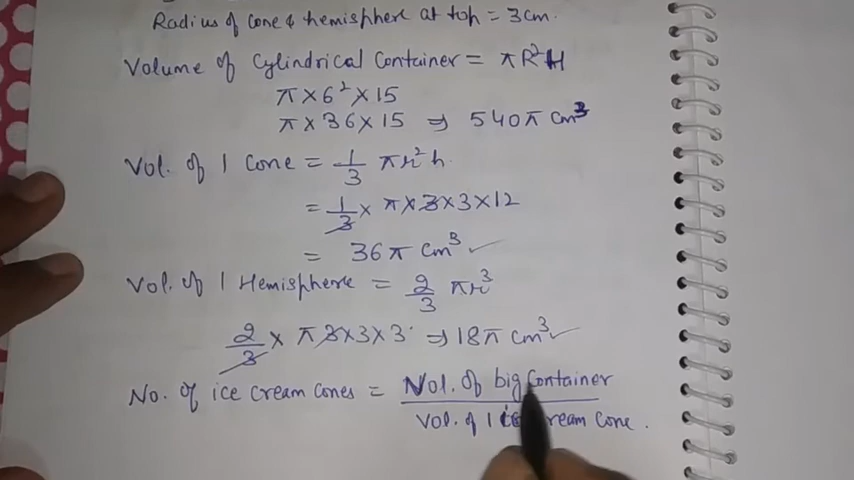 Radius of cone & hemisphere at top = 3cm.
Volume of Cylindrical Container = πR²H
π×6²×15
π×36×15 ⇒ 540π cm³
Vol. of 1 Cone = 1/3 πr²h.
= 1/3 × π×3×3×12
= 36π cm³ ✓
Vol. of 1 Hemisphere = 2/3 πr³
2/3 × π 3×3×3 ⇒ 18π cm³ ✓
No. of ice cream Cones = Vol. of big Container
Vol. of 1 ream Cone.